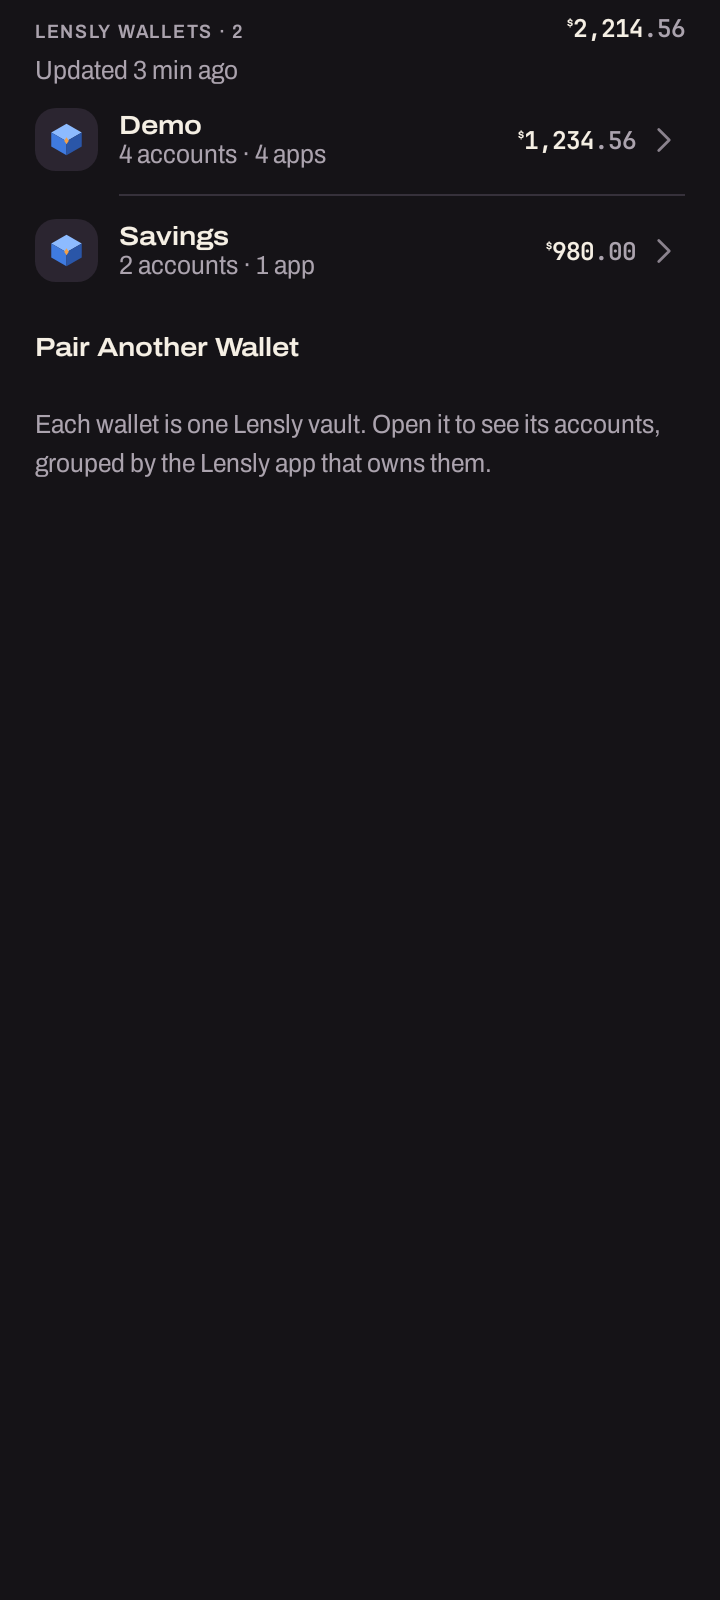 LENSLY WALLETS · 2
$2,214.56
Updated 3 min ago
Demo
4 accounts · 4 apps
$1,234.56
Savings
2 accounts · 1 app
$980.00
Pair Another Wallet
Each wallet is one Lensly vault. Open it to see its accounts,
grouped by the Lensly app that owns them.